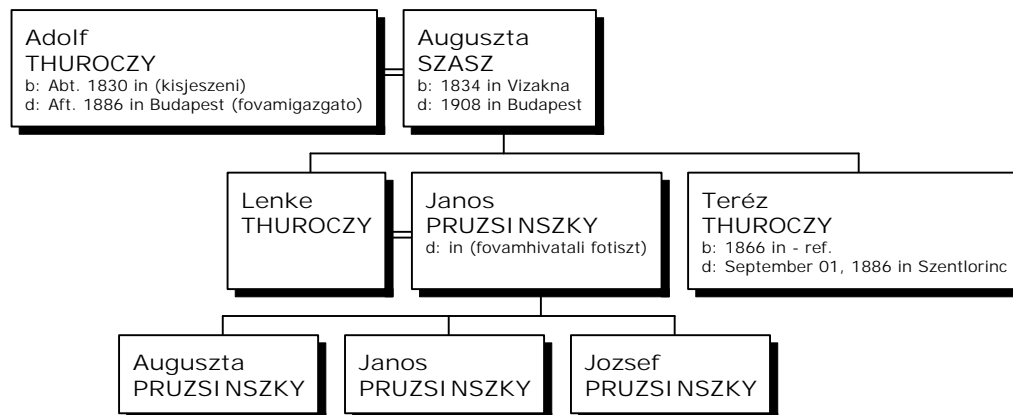 Adolf
THUROCZY
b: Abt. 1830 in (kisjeszeni)
d: Aft. 1886 in Budapest (fovamigazgato)
Auguszta
SZASZ
b: 1834 in Vizakna
d: 1908 in Budapest
Lenke
THUROCZY
Janos
PRUZSINSZKY
d: in (fovamhivatali fotiszt)
Teréz
THUROCZY
b: 1866 in - ref.
d: September 01, 1886 in Szentlorinc
Auguszta
PRUZSINSZKY
Janos
PRUZSINSZKY
Jozsef
PRUZSINSZKY